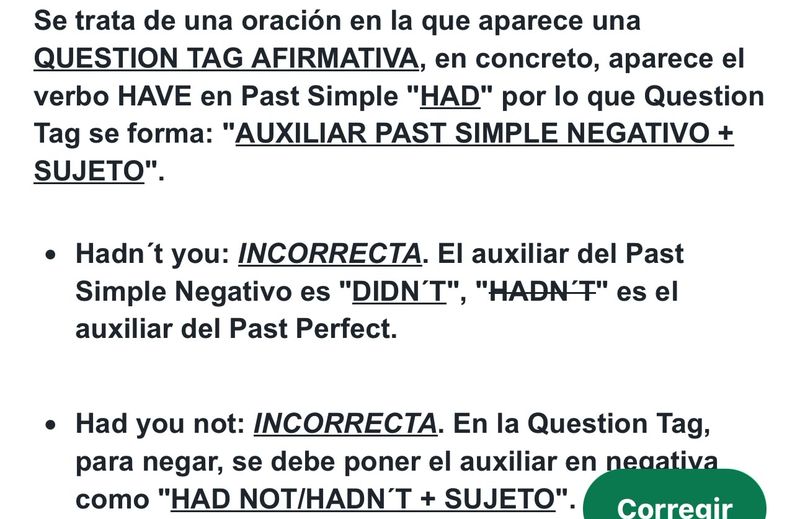 Se trata de una oración en la que aparece una
QUESTION TAG AFIRMATIVA, en concreto, aparece el
verbo HAVE en Past Simple "HAD" por lo que Question
Tag se forma: "AUXILIAR PAST SIMPLE NEGATIVO +
SUJETO".
• Hadn´t you: INCORRECTA. El auxiliar del Past
Simple Negativo es "DIDN´T", "HADN´T" es el
auxiliar del Past Perfect.
• Had you not: INCORRECTA. En la Question Tag,
para negar, se debe poner el auxiliar en negativa
como "HAD NOT/HADN´T + SUJETO".
Corregir